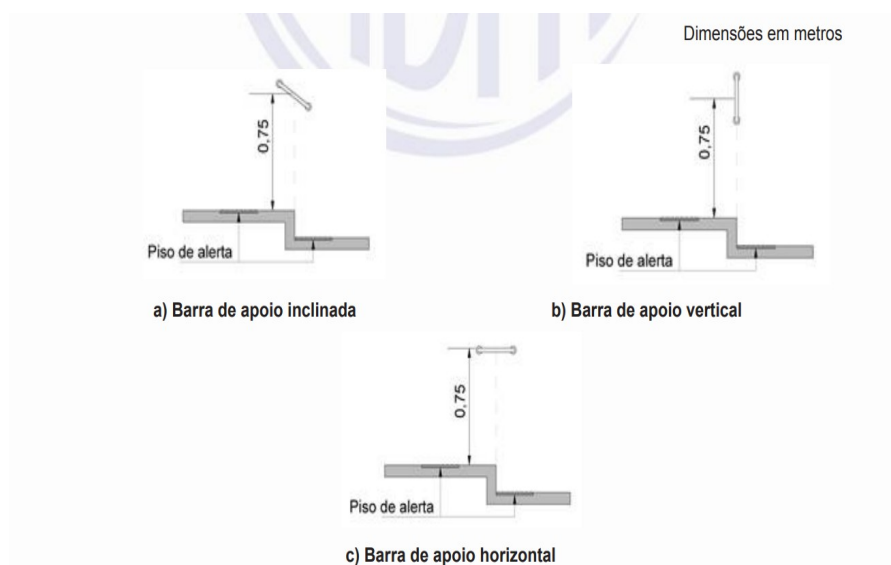 Dimensões em metros
0,75
Piso de alerta
a) Barra de apoio inclinada
0,75
Piso de alerta
b) Barra de apoio vertical
0,75
Piso de alerta
c) Barra de apoio horizontal